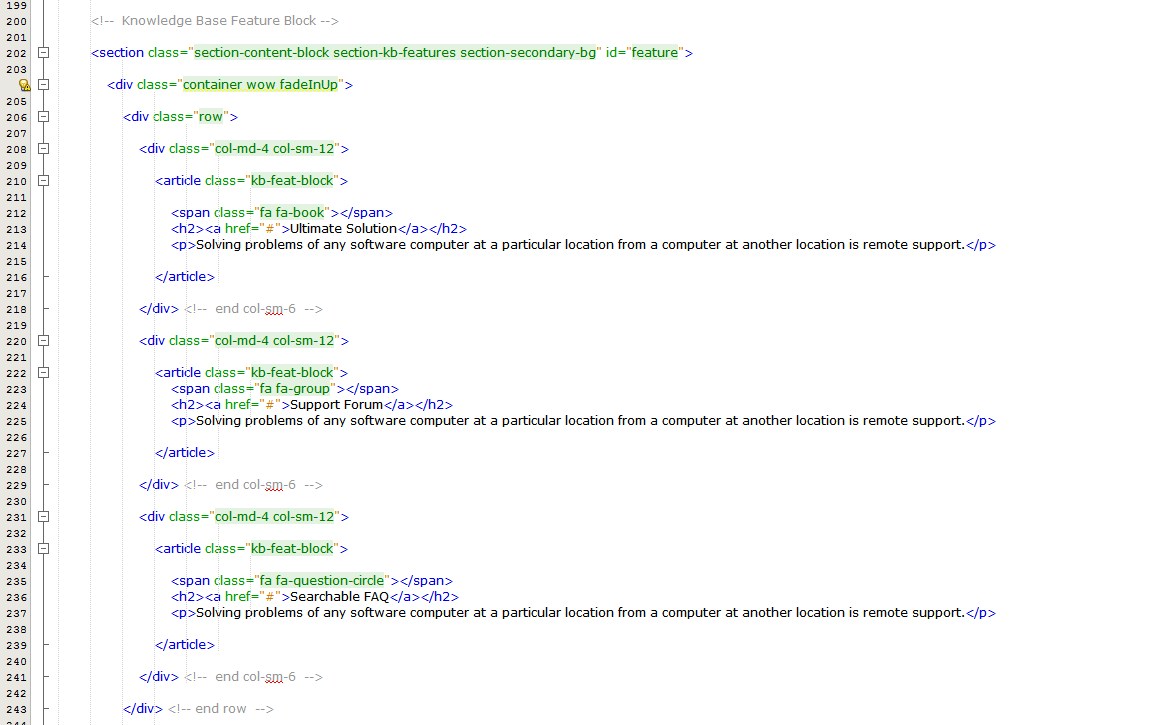 199
200 <!--  Knowledge Base Feature Block -->
201
202 <section class="section-content-block section-kb-features section-secondary-bg" id="feature">
203
<div class="container wow fadeInUp">
205
206 <div class="row">
207
208 <div class="col-md-4 col-sm-12">
209
210 <article class="kb-feat-block">
211
212 <span class="fa fa-book"></span>
213 <h2><a href="#">Ultimate Solution</a></h2>
214 <p>Solving problems of any software computer at a particular location from a computer at another location is remote support.</p>
215
216 </article>
217
218 </div> <!--  end col-sm-6  -->
219
220 <div class="col-md-4 col-sm-12">
221
222 <article class="kb-feat-block">
223 <span class="fa fa-group"></span>
224 <h2><a href="#">Support Forum</a></h2>
225 <p>Solving problems of any software computer at a particular location from a computer at another location is remote support.</p>
226
227 </article>
228
229 </div> <!--  end col-sm-6  -->
230
231 <div class="col-md-4 col-sm-12">
232
233 <article class="kb-feat-block">
234
235 <span class="fa fa-question-circle"></span>
236 <h2><a href="#">Searchable FAQ</a></h2>
237 <p>Solving problems of any software computer at a particular location from a computer at another location is remote support.</p>
238
239 </article>
240
241 </div> <!--  end col-sm-6  -->
242
243 </div> <!-- end row  -->